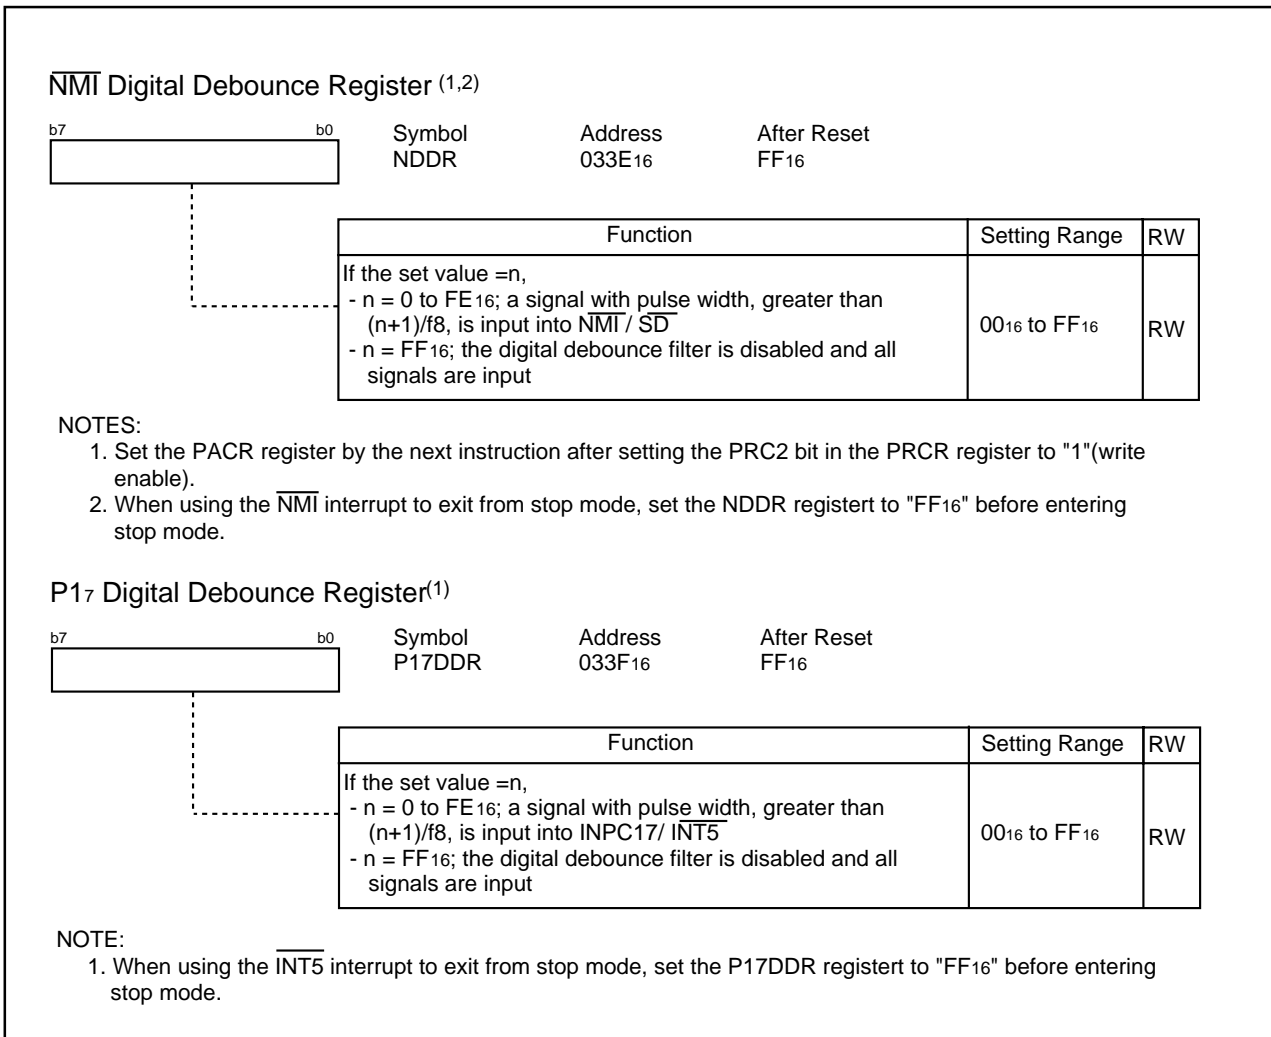 NMI Digital Debounce Register (1,2)
b7 b0 Symbol Address After Reset
NDDR 033E16 FF16
Function Setting Range RW
If the set value =n,
- n = 0 to FE16; a signal with pulse width, greater than
(n+1)/f8, is input into NMI / SD
- n = FF16; the digital debounce filter is disabled and all
signals are input
0016 to FF16 RW
NOTES:
1. Set the PACR register by the next instruction after setting the PRC2 bit in the PRCR register to "1"(write
enable).
2. When using the NMI interrupt to exit from stop mode, set the NDDR registert to "FF16" before entering
stop mode.
P17 Digital Debounce Register(1)
b7 b0 Symbol Address After Reset
P17DDR 033F16 FF16
Function Setting Range RW
If the set value =n,
- n = 0 to FE16; a signal with pulse width, greater than
(n+1)/f8, is input into INPC17/ INT5
- n = FF16; the digital debounce filter is disabled and all
signals are input
0016 to FF16 RW
NOTE:
1. When using the INT5 interrupt to exit from stop mode, set the P17DDR registert to "FF16" before entering
stop mode.